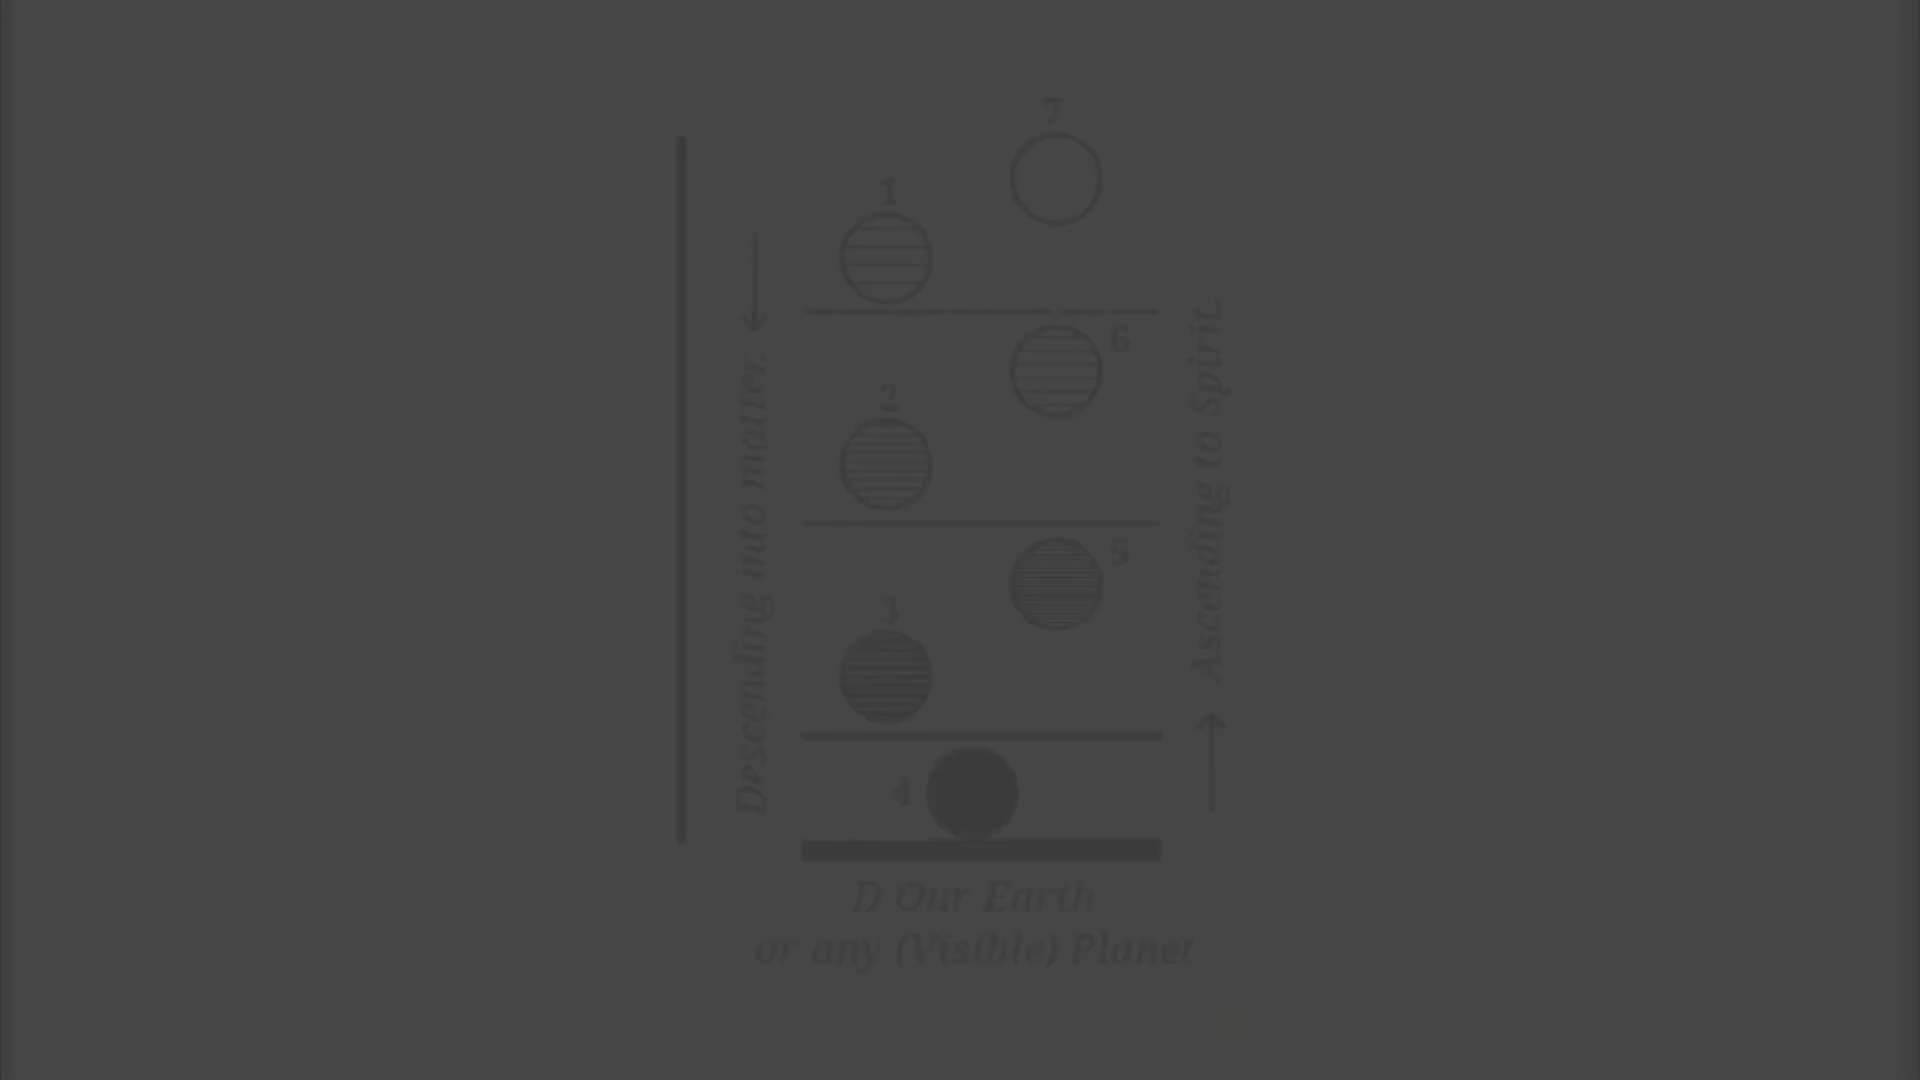 7
1
6
2
5
3
4
Descending into matter.
Ascending to Spirit.
D Our Earth
or any (Visible) Planet